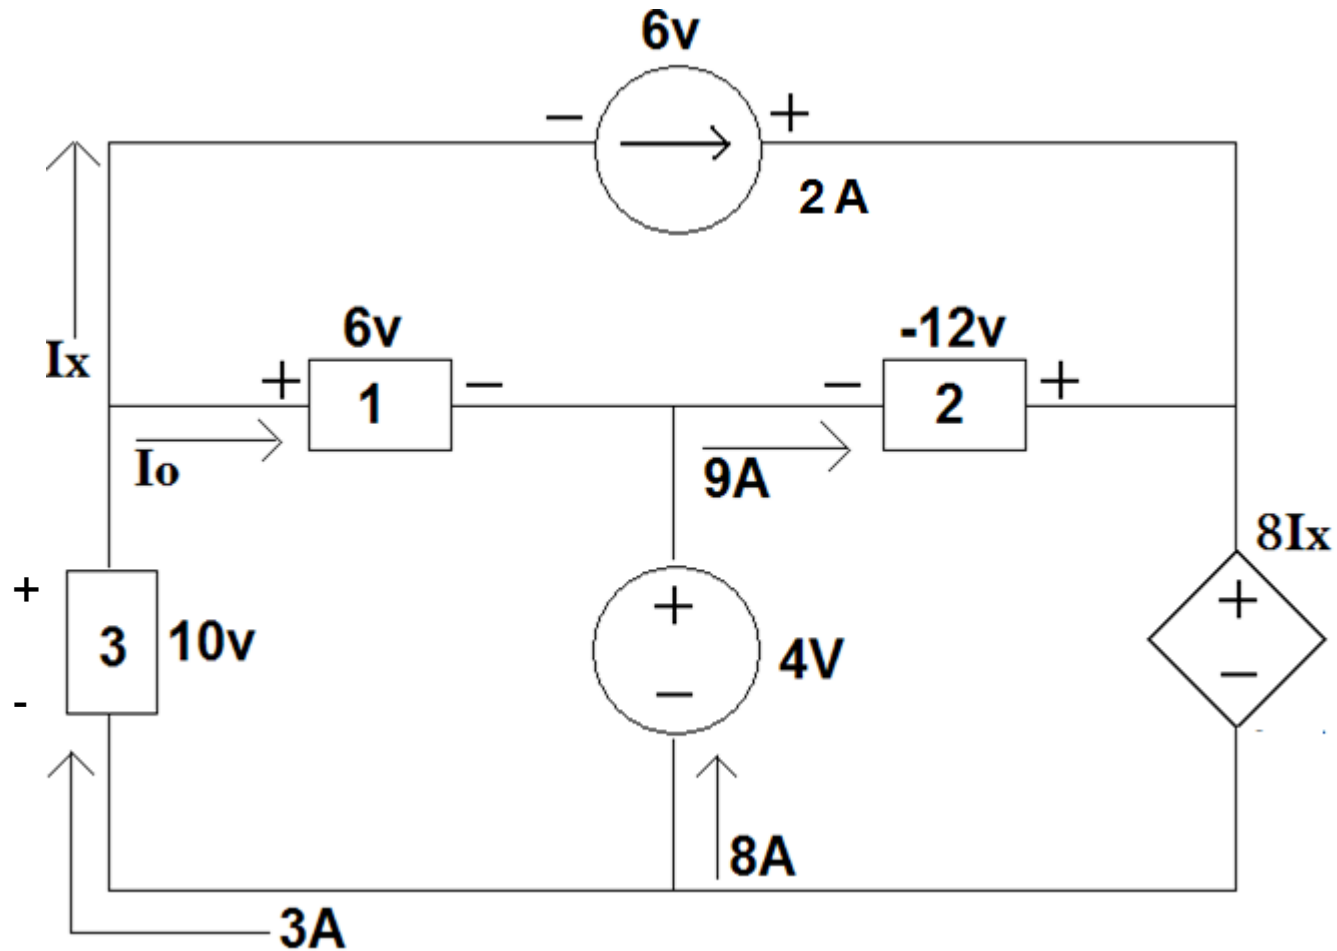 6v
− +
2 A
Ix
6v -12v
+ 1 − − 2 +
Io
9A
8Ix
+
3 10v
-
+
−
4V
+
−
8A
3A